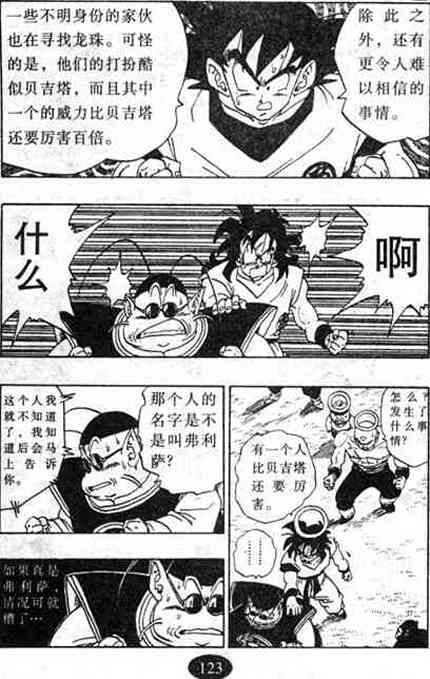 除此之
外，还有
更令人难
以相信的
事情。
一些不明身份的家伙
也在寻找龙珠。可怪
的是，他们的打扮酷
似贝吉塔，而且其中
一个的威力比贝吉塔
还要厉害百倍。
啊
什
么
怎么了？
发生了
什么事
情？
有一个人
比贝吉塔
还要厉
害。
……
那个人的
名字是不
是叫弗利
萨？
这个人我
就不知道
了，我知
道后会马
上告诉
你。
如果真是
弗利萨，
情况可就
糟了…
123